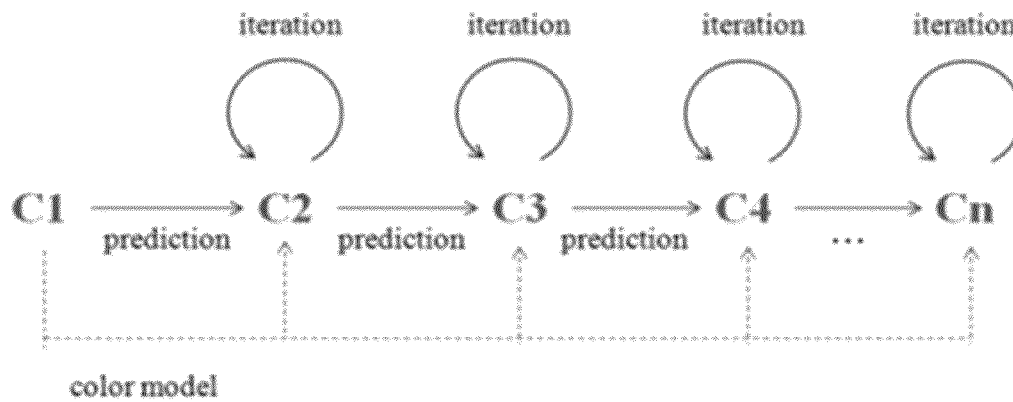 iteration iteration iteration iteration
C1 C2 C3 C4 Cn
prediction prediction prediction ...
color model